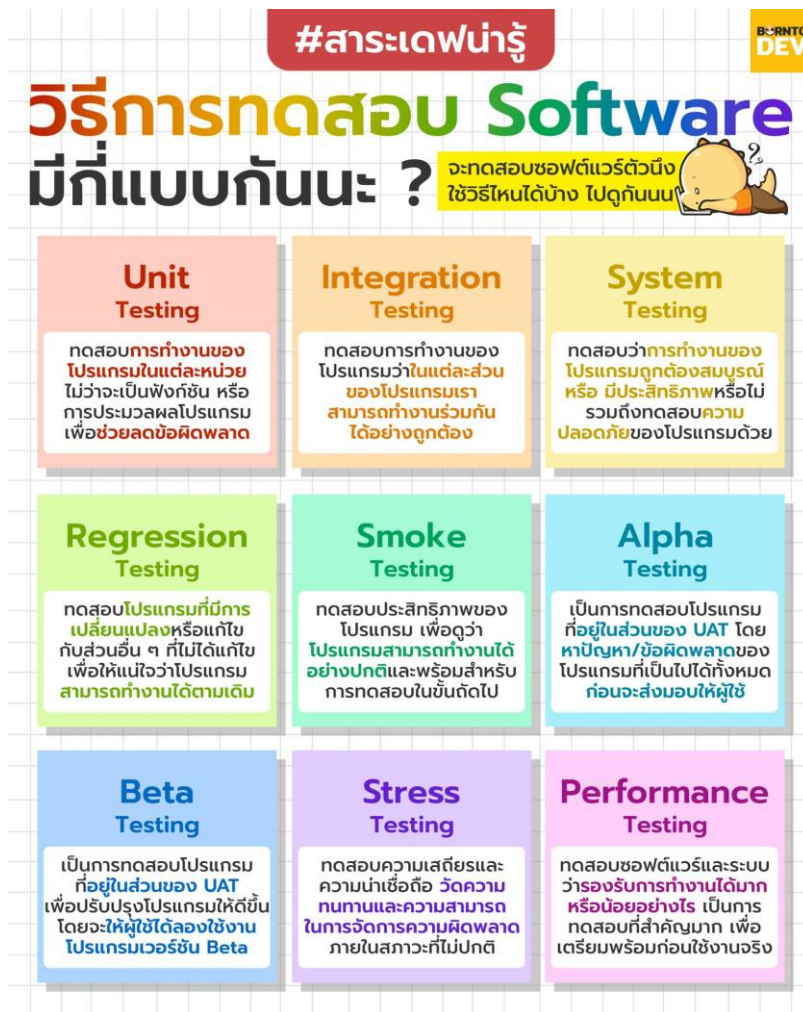 #สาระเดฟน่ารู้
BORNTO
DEV
วิธีการทดสอบ Software
มีกี่แบบกันนะ ?
จะทดสอบซอฟต์แวร์ตัวนึง
ใช้วิธีไหนได้บ้าง ไปดูกันนน
?
Unit
Testing
ทดสอบการทำงานของ
โปรแกรมในแต่ละหน่วย
ไม่ว่าจะเป็นฟังก์ชัน หรือ
การประมวลผลโปรแกรม
เพื่อช่วยลดข้อผิดพลาด
Integration
Testing
ทดสอบการทำงานของ
โปรแกรมว่าในแต่ละส่วน
ของโปรแกรมเรา
สามารถทำงานร่วมกัน
ได้อย่างถูกต้อง
System
Testing
ทดสอบว่าการทำงานของ
โปรแกรมถูกต้องสมบูรณ์
หรือ มีประสิทธิภาพหรือไม่
รวมถึงทดสอบความ
ปลอดภัยของโปรแกรมด้วย
Regression
Testing
ทดสอบโปรแกรมที่มีการ
เปลี่ยนแปลงหรือแก้ไข
กับส่วนอื่น ๆ ที่ไม่ได้แก้ไข
เพื่อให้แน่ใจว่าโปรแกรม
สามารถทำงานได้ตามเดิม
Smoke
Testing
ทดสอบประสิทธิภาพของ
โปรแกรม เพื่อดูว่า
โปรแกรมสามารถทำงานได้
อย่างปกติและพร้อมสำหรับ
การทดสอบในขั้นถัดไป
Alpha
Testing
เป็นการทดสอบโปรแกรม
ที่อยู่ในส่วนของ UAT โดย
หาปัญหา/ข้อผิดพลาดของ
โปรแกรมที่เป็นไปได้ทั้งหมด
ก่อนจะส่งมอบให้ผู้ใช้
Beta
Testing
เป็นการทดสอบโปรแกรม
ที่อยู่ในส่วนของ UAT
เพื่อปรับปรุงโปรแกรมให้ดีขึ้น
โดยจะให้ผู้ใช้ได้ลองใช้งาน
โปรแกรมเวอร์ชัน Beta
Stress
Testing
ทดสอบความเสถียรและ
ความน่าเชื่อถือ วัดความ
ทนทานและความสามารถ
ในการจัดการความผิดพลาด
ภายในสภาวะที่ไม่ปกติ
Performance
Testing
ทดสอบซอฟต์แวร์และระบบ
ว่ารองรับการทำงานได้มาก
หรือน้อยอย่างไร เป็นการ
ทดสอบที่สำคัญมาก เพื่อ
เตรียมพร้อมก่อนใช้งานจริง